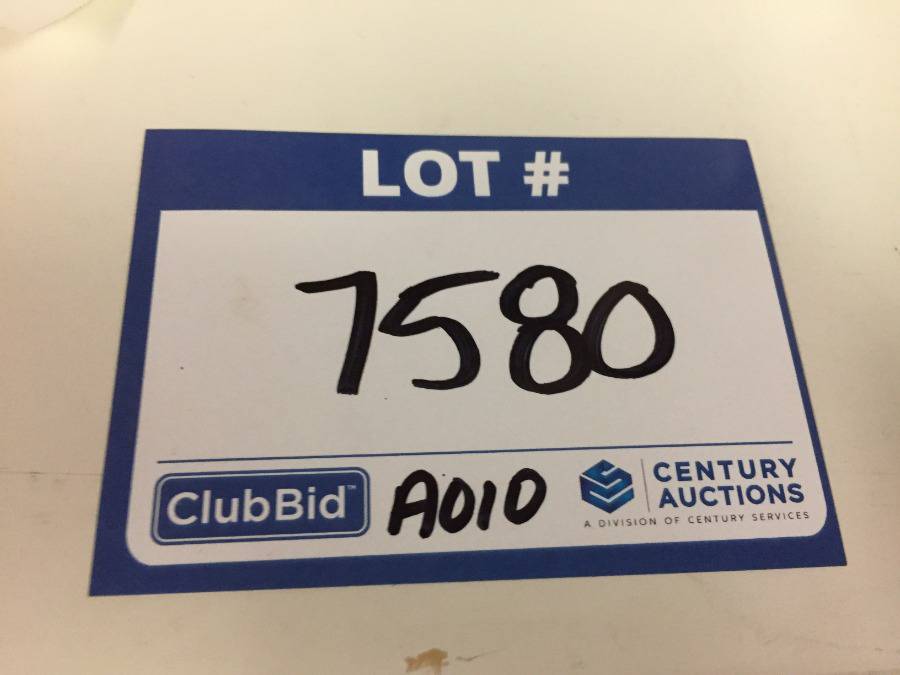 LOT #
7580
ClubBid™ A010
CENTURY
AUCTIONS
A DIVISION OF CENTURY SERVICES